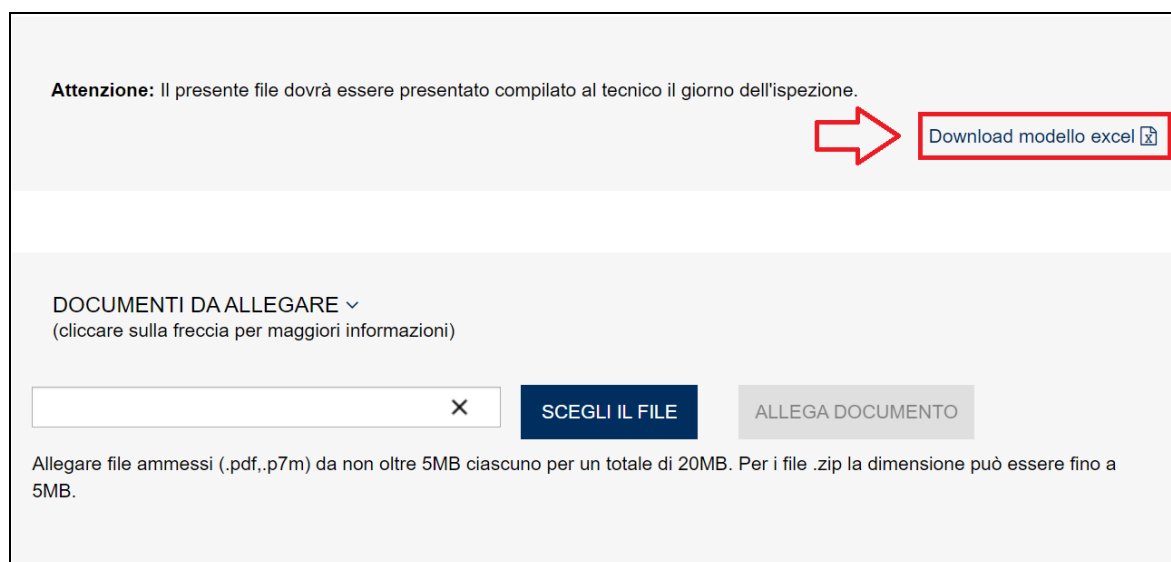 Attenzione: Il presente file dovrà essere presentato compilato al tecnico il giorno dell'ispezione.
Download modello excel
DOCUMENTI DA ALLEGARE
(cliccare sulla freccia per maggiori informazioni)
SCEGLI IL FILE
ALLEGA DOCUMENTO
Allegare file ammessi (.pdf,.p7m) da non oltre 5MB ciascuno per un totale di 20MB. Per i file .zip la dimensione può essere fino a
5MB.